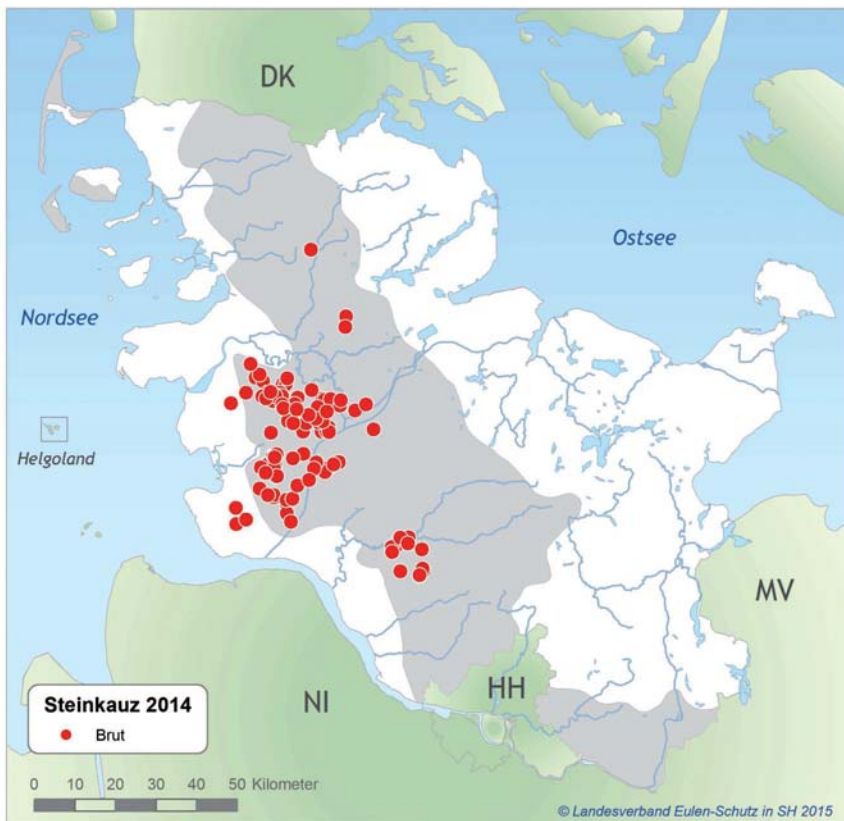 DK
Ostsee
Nordsee
Helgoland
MV
HH
NI
Steinkauz 2014
Brut
0 10 20 30 40 50 Kilometer
© Landesverband Eulen-Schutz in SH 2015